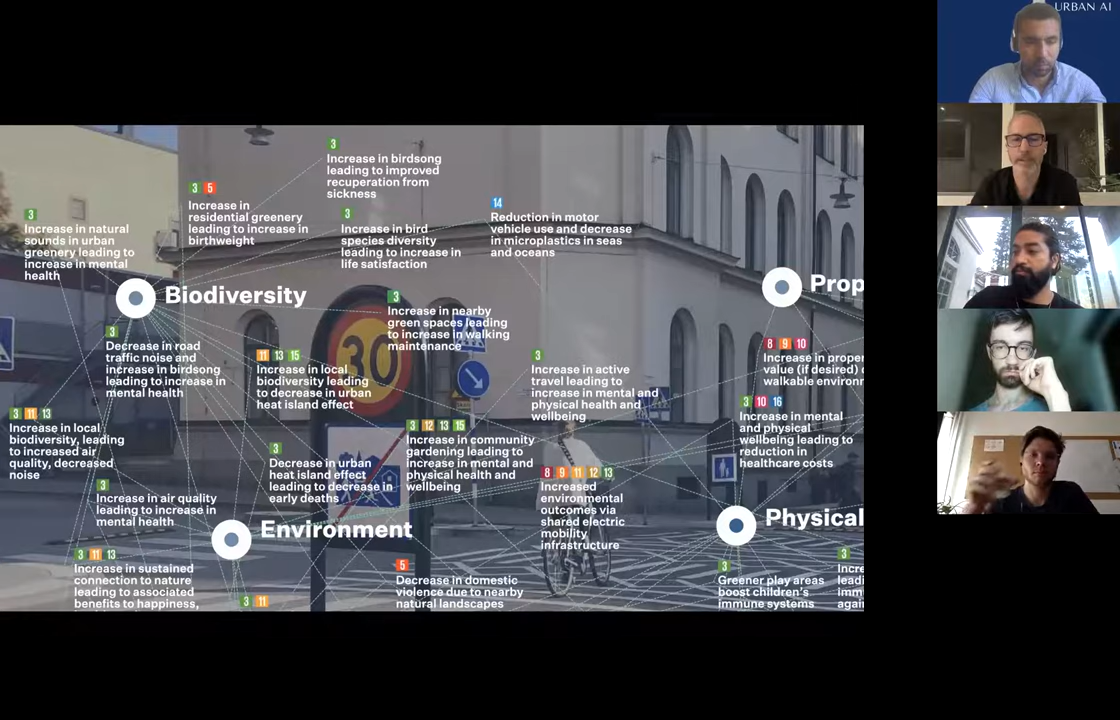 URBAN AI
3
Increase in birdsong
leading to improved
recuperation from
sickness
3 5
Increase in
residential greenery
leading to increase in
birthweight
3
Increase in natural
sounds in urban
greenery leading to
increase in mental
health
3
Increase in bird
species diversity
leading to increase in
life satisfaction
14
Reduction in motor
vehicle use and decrease
in microplastics in seas
and oceans
Biodiversity
Prop
3
Increase in nearby
green spaces leading
to increase in walking
maintenance
30
3
Decrease in road
traffic noise and
increase in birdsong
leading to increase in
mental health
11 13 15
Increase in local
biodiversity leading
to decrease in urban
heat island effect
3
Increase in active
travel leading to
increase in mental and
physical health and
wellbeing
8 9 10
Increase in proper
value (if desired)
walkable environ
3 11 13
Increase in local
biodiversity, leading
to increased air
quality, decreased
noise
3
Decrease in urban
heat island effect
leading to decrease in
early deaths
3 12 13 15
Increase in community
gardening leading to
increase in mental and
physical health and
wellbeing
8 9 11 12 13
Increased
environmental
outcomes via
shared electric
mobility
infrastructure
3 10 16
Increase in mental
and physical
wellbeing leading to
reduction in
healthcare costs
3
Increase in air quality
leading to increase in
mental health
Environment
Physical
3 11 13
Increase in sustained
connection to nature
leading to associated
benefits to happiness,
3 11
5
Decrease in domestic
violence due to nearby
natural landscapes
3
Greener play areas
boost children's
immune systems
3
Incre
leadi
imm
agai